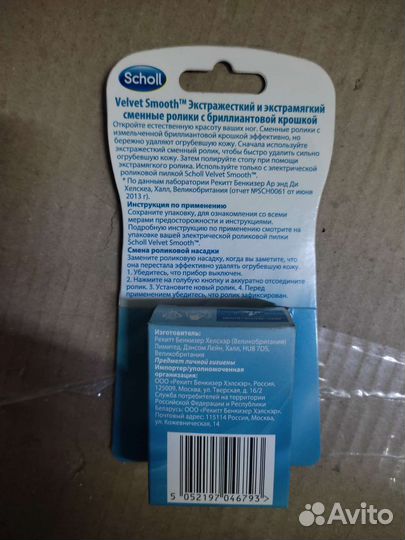 Scholl
Velvet Smooth™ Экстражесткий и экстрамягкий
сменные ролики с бриллиантовой крошкой
Откройте естественную красоту ваших ног. Сменные ролики с
измельченной бриллиантовой крошкой эффективно, но
бережно удаляют огрубевшую кожу. Сначала используйте
экстражесткий сменный ролик, чтобы быстро удалить сильно
огрубевшую кожу. Затем полируйте стопу при помощи
экстрамягкого ролика. Используйте только с электрической
роликовой пилкой Scholl Velvet Smooth™.
* По данным лаборатории Рекитт Бенкизер Ар энд Ди
Хелскеа, Халл, Великобритания (отчет №SCH0061 от июня
2013 г.)
Инструкция по применению
Сохраните упаковку, для ознакомления со всеми
мерами предосторожности и инструкциями.
Подробную инструкцию по применению смотрите на
упаковке вашей электрической роликовой пилки
Scholl Velvet Smooth™.
Смена роликовой насадки
Замените роликовую насадку, когда вы заметите, что
она перестала эффективно удалять огрубевшую кожу.
1. Убедитесь, что прибор выключен.
2. Нажмите на голубую кнопку и аккуратно отсоедините
ролик. 3. Установите новый ролик. 4. Перед
применением убедитесь, что ролик зафиксирован.
Изготовитель:
Рекитт Бенкизер Хелскэр (Великобритания)
Лимитед, Дэнсом Лейн, Халл, HU8 7DS,
Великобритания
Предмет личной гигиены
Импортер/уполномоченная
организация:
ООО «Рекитт Бенкизер Хэлскэр», Россия,
125009, Москва, ул. Тверская, д. 16/2
Служба потребителей на территории
Российской Федерации и Республики
Беларусь: ООО «Рекитт Бенкизер Хэлскэр».
Почтовый адрес: 115114 Россия, Москва,
ул. Кожевническая, 14
5 052197 046793 >
Avito